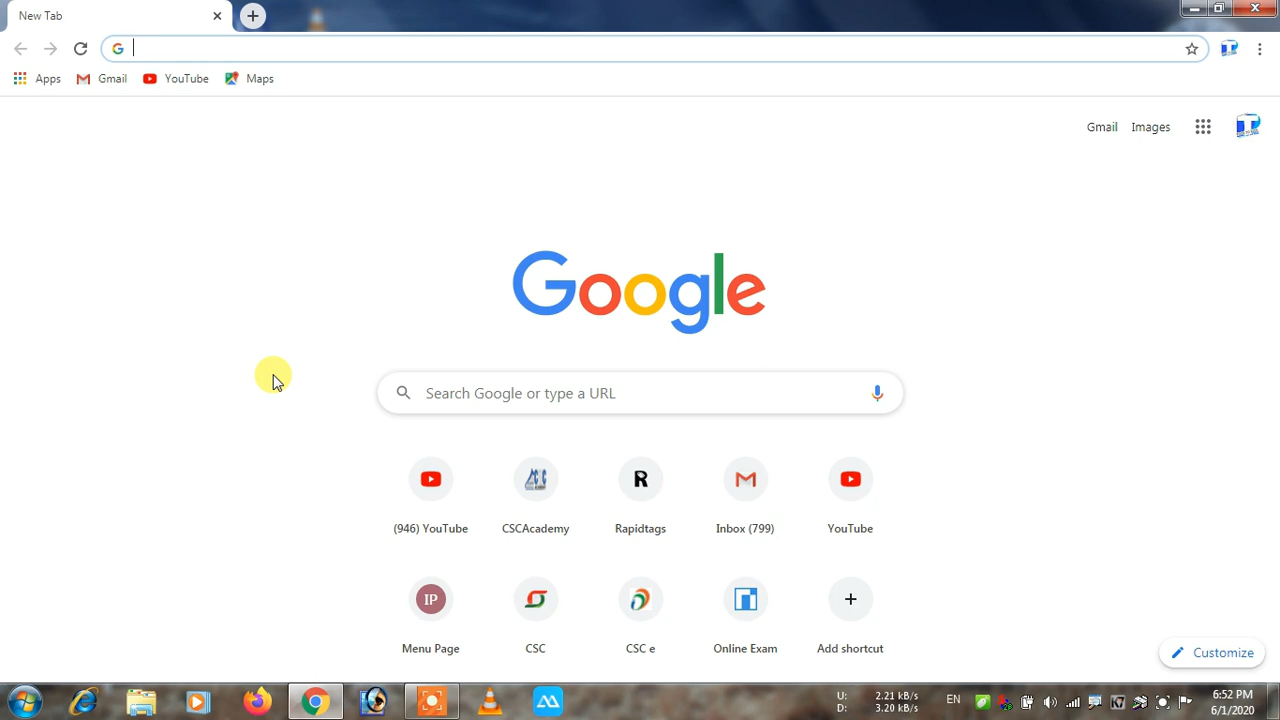 New Tab
Apps Gmail YouTube Maps
Gmail Images
Google
Search Google or type a URL
R
(946) YouTube CSCAcademy Rapidtags Inbox (799) YouTube
IP
Menu Page CSC CSC e Online Exam Add shortcut
Customize
U: 2.21 kB/s
D: 3.20 kB/s
EN
6:52 PM
6/1/2020